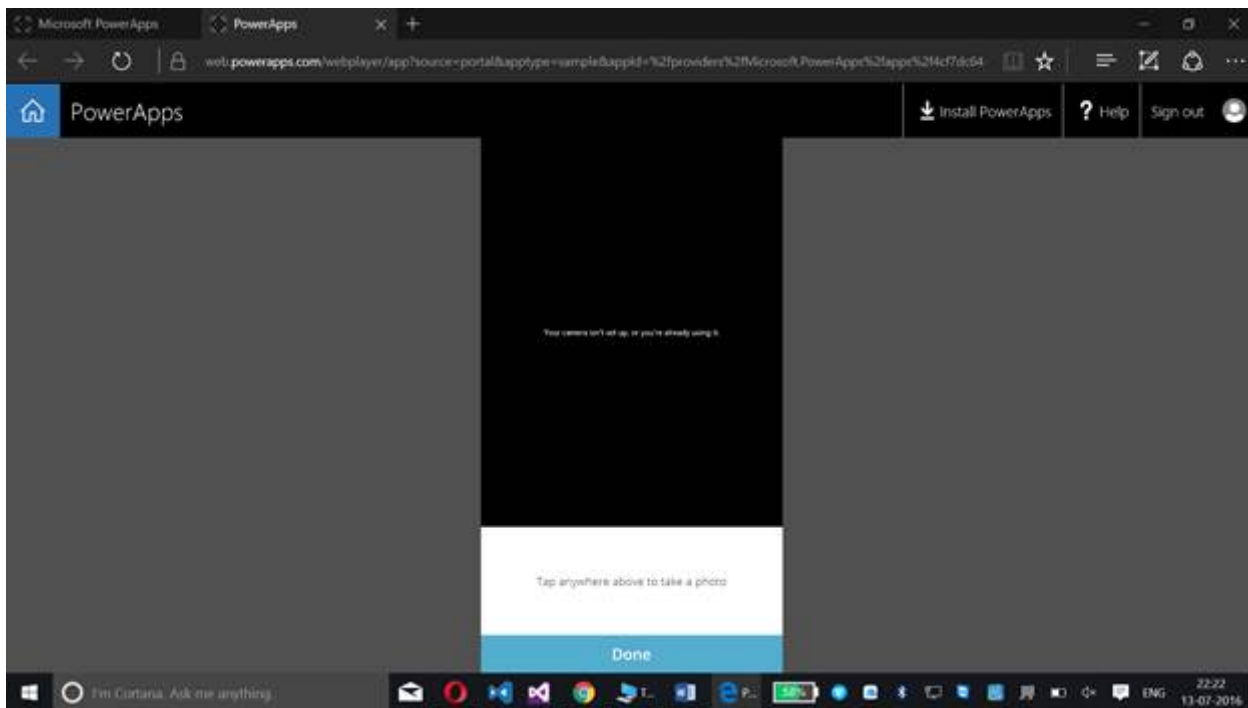 Microsoft PowerApps
PowerApps
web.powerapps.com/webplayer/app?source=portal&apptype=sample&appId=%2fproviders%2fMicrosoft.PowerApps%2fapps%2f4cf7dc64
PowerApps
Install PowerApps
? Help
Sign out
Your camera isn't set up, or you're already using it.
Tap anywhere above to take a photo
Done
I'm Cortana. Ask me anything.
T...
P...
58%
ENG
22:22
13-07-2016